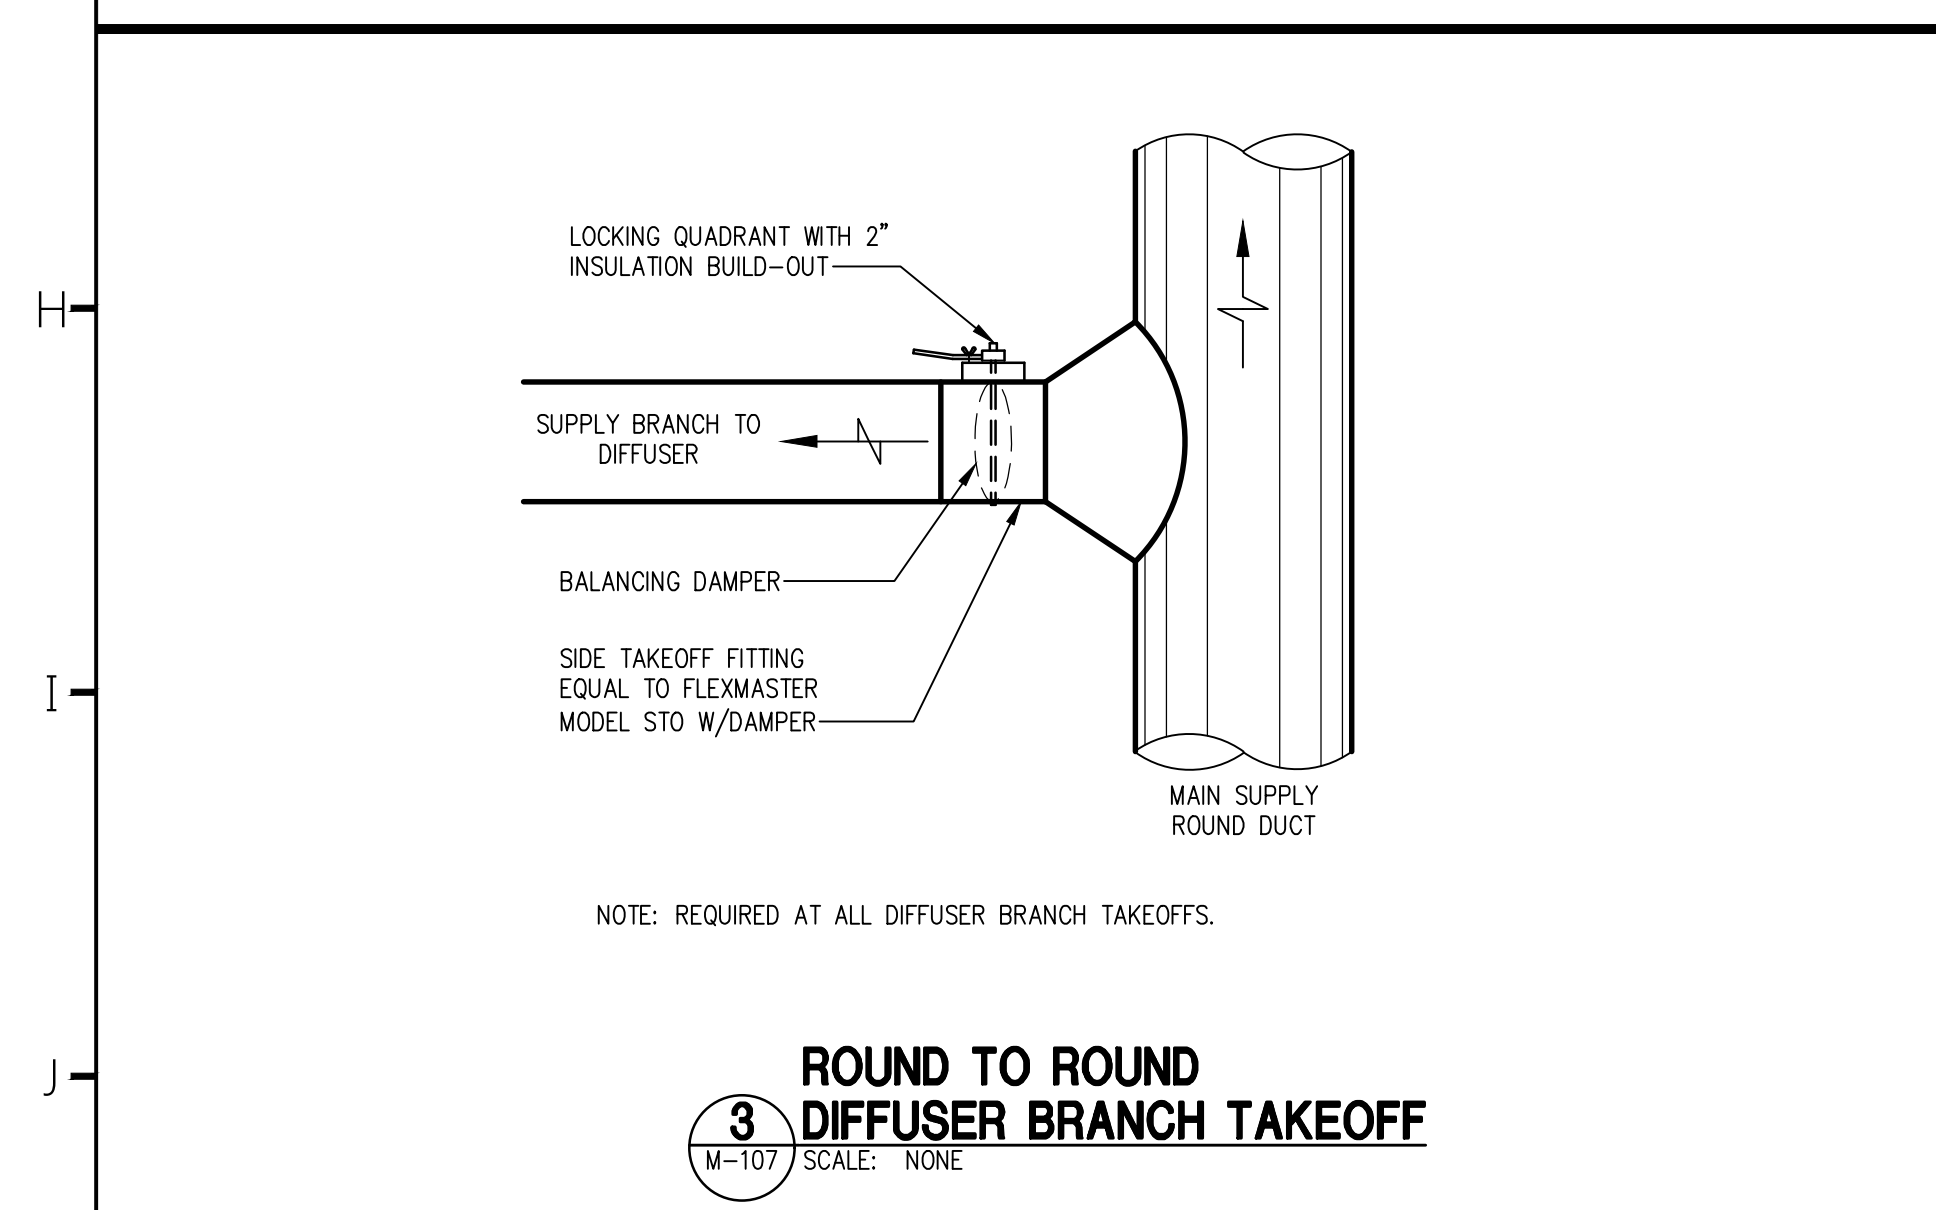 LOCKING QUADRANT WITH 2"
INSULATION BUILD-OUT
H
SUPPLY BRANCH TO
DIFFUSER
BALANCING DAMPER
SIDE TAKEOFF FITTING
EQUAL TO FLEXMASTER
MODEL STO W/DAMPER
I
MAIN SUPPLY
ROUND DUCT
NOTE: REQUIRED AT ALL DIFFUSER BRANCH TAKEOFFS.
J
ROUND TO ROUND
3 DIFFUSER BRANCH TAKEOFF
M-107 SCALE: NONE